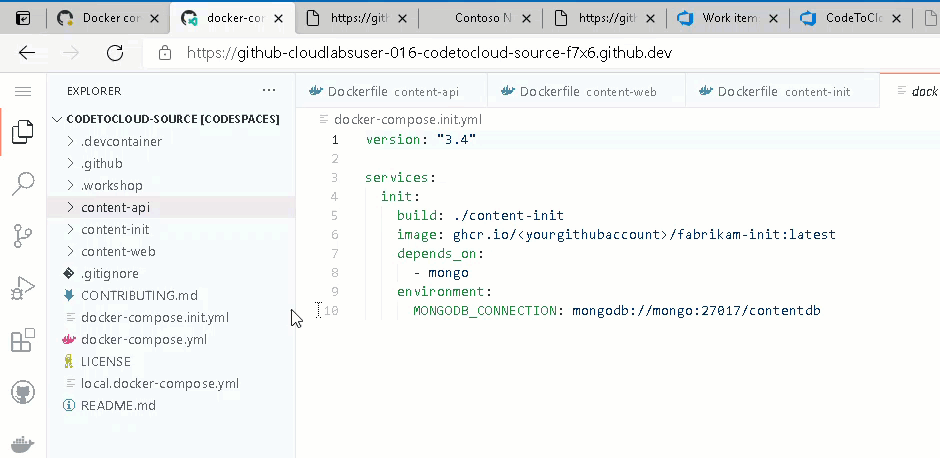 Docker con
docker-cor
https://gith
Contoso N
https://gith
Work item
CodeToClo
https://github-cloudlabsuser-016-codetocloud-source-f7x6.github.dev
EXPLORER
Dockerfile content-api
Dockerfile content-web
Dockerfile content-init
dock
CODETOCLOUD-SOURCE [CODESPACES]
.devcontainer
.github
.workshop
content-api
content-init
content-web
.gitignore
CONTRIBUTING.md
docker-compose.init.yml
docker-compose.yml
LICENSE
local.docker-compose.yml
README.md
docker-compose.init.yml
1 version: "3.4"
2
3 services:
4 init:
5 build: ./content-init
6 image: ghcr.io/<yourgithubaccount>/fabrikam-init:latest
7 depends_on:
8 - mongo
9 environment:
10 MONGODB_CONNECTION: mongodb://mongo:27017/contentdb